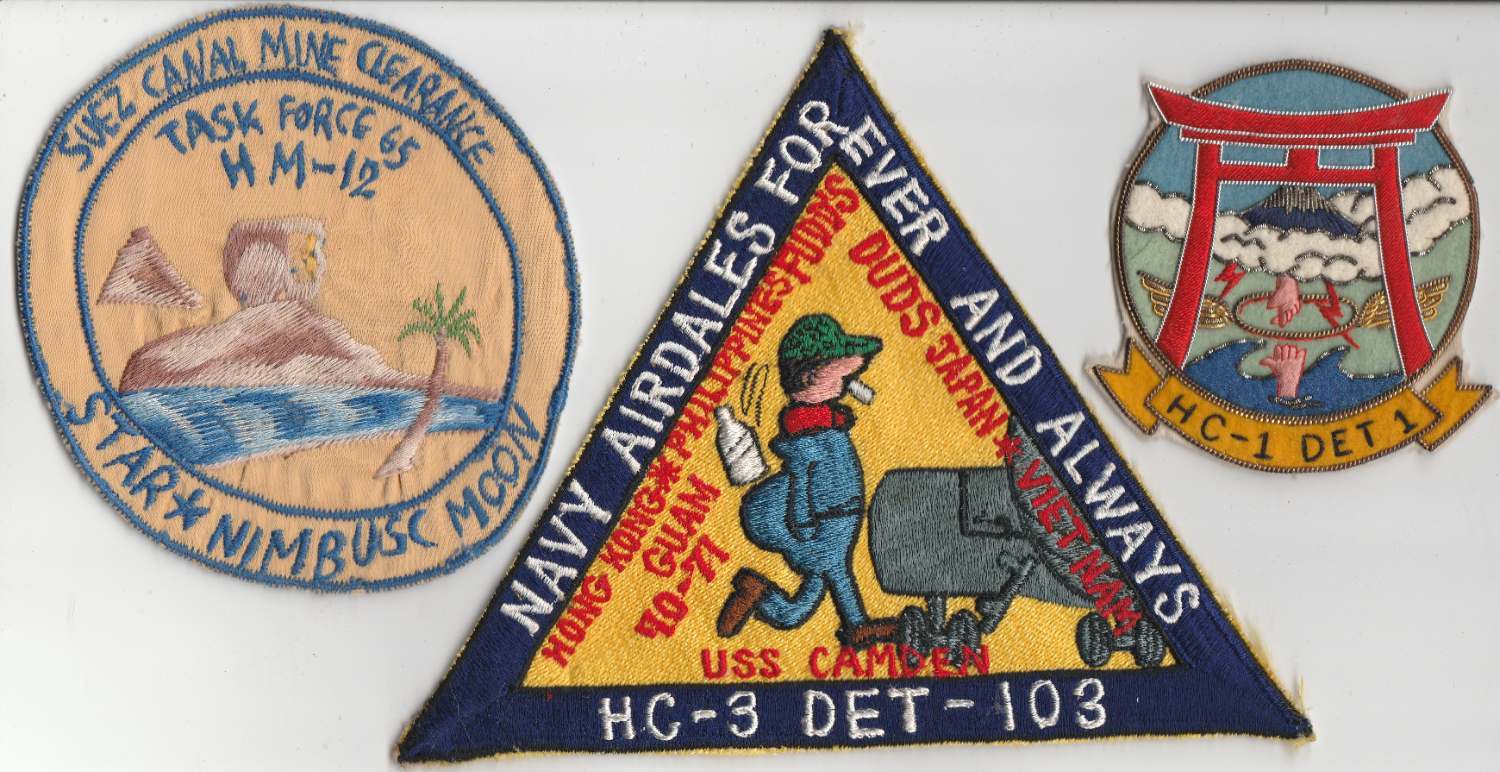 SUEZ CANAL MINE CLEARANCE
TASK FORCE 65
HM-12
STAR * NIMBUSC MOON
NAVY AIRDALES FOREVER AND ALWAYS
HONG KONG * PHILIPPINES FUDDS
DUDS JAPAN * VIETNAM
GUAN
70-71
USS CAMDEN
HC-3 DET-103
HC-1 DET 1